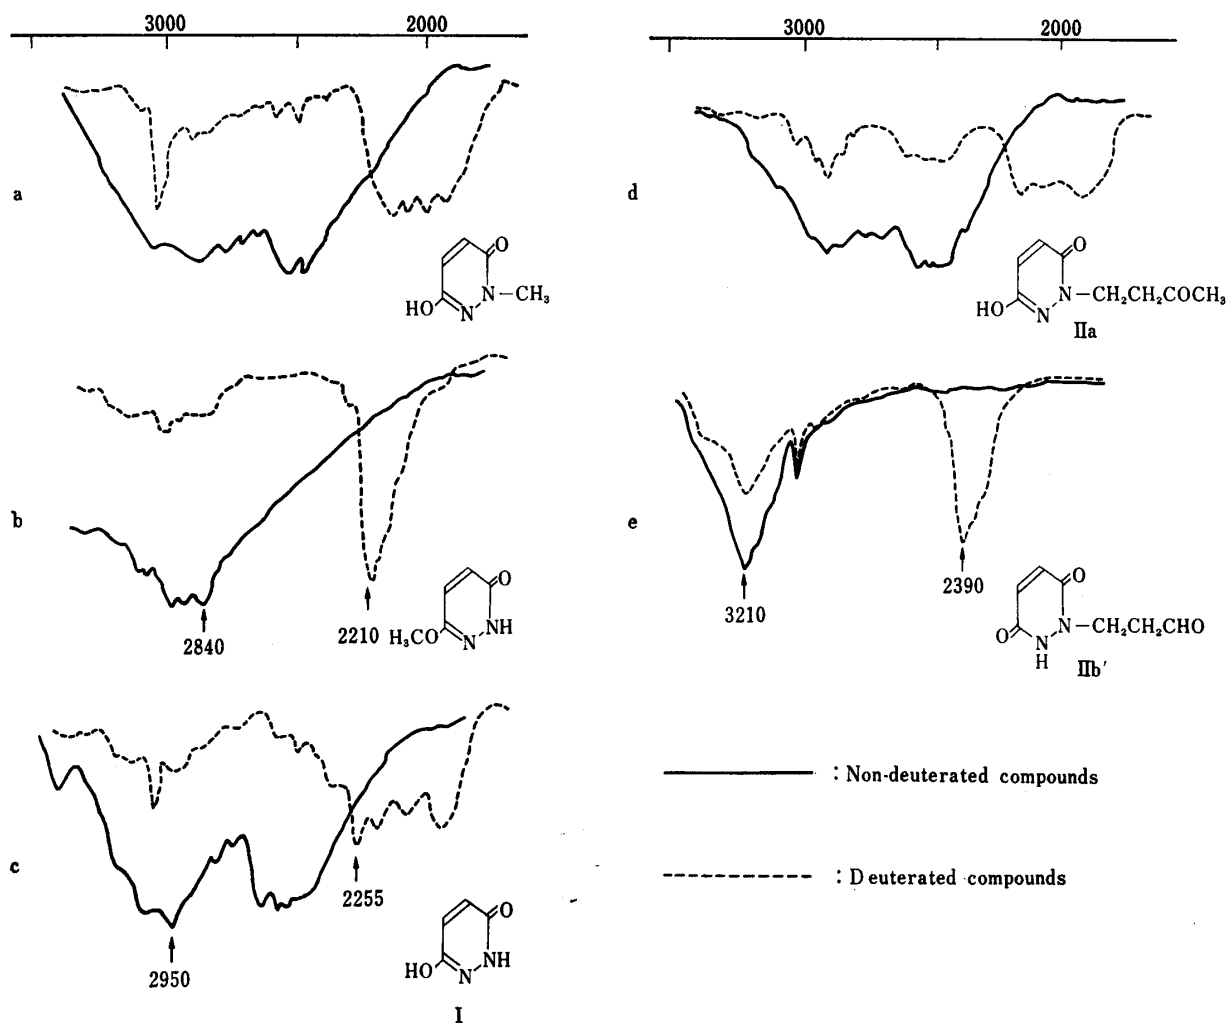 3000 2000
a
O
N-CH₃
HO N
b
2840
2210
O
NH
H₃CO N
c
2950
2255
O
NH
HO N
I
3000 2000
d
O
N-CH₂CH₂COCH₃
HO N
IIa
e
3210
2390
O
N-CH₂CH₂CHO
O N
H
IIb′
: Non-deuterated compounds
: Deuterated compounds